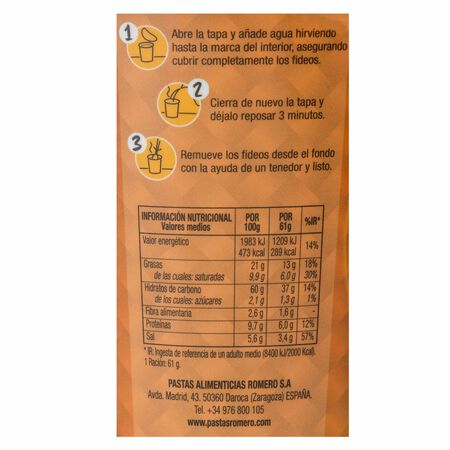 1
Abre la tapa y añade agua hirviendo
hasta la marca del interior, asegurando
cubrir completamente los fideos.
2
Cierra de nuevo la tapa y
déjalo reposar 3 minutos.
3
Remueve los fideos desde el fondo
con la ayuda de un tenedor y listo.
INFORMACIÓN NUTRICIONAL POR POR %IR*
Valores medios 100g 61g
Valor energético 1983 kJ 1209 kJ 14%
473 kcal 289 kcal
Grasas 21 g 13 g 18%
de las cuales: saturadas 9,9 g 6,0 g 30%
Hidratos de carbono 60 g 37 g 14%
de los cuales: azúcares 2,1 g 1,3 g 1%
Fibra alimentaria 2,6 g 1,6 g -
Proteínas 9,7 g 6,0 g 12%
Sal 5,6 g 3,4 g 57%
* IR: Ingesta de referencia de un adulto medio (8400 kJ/2000 Kcal).
1 Ración: 61 g.
PASTAS ALIMENTICIAS ROMERO S.A
Avda. Madrid, 43. 50360 Daroca (Zaragoza) ESPAÑA.
Tel. +34 976 800 105
www.pastasromero.com